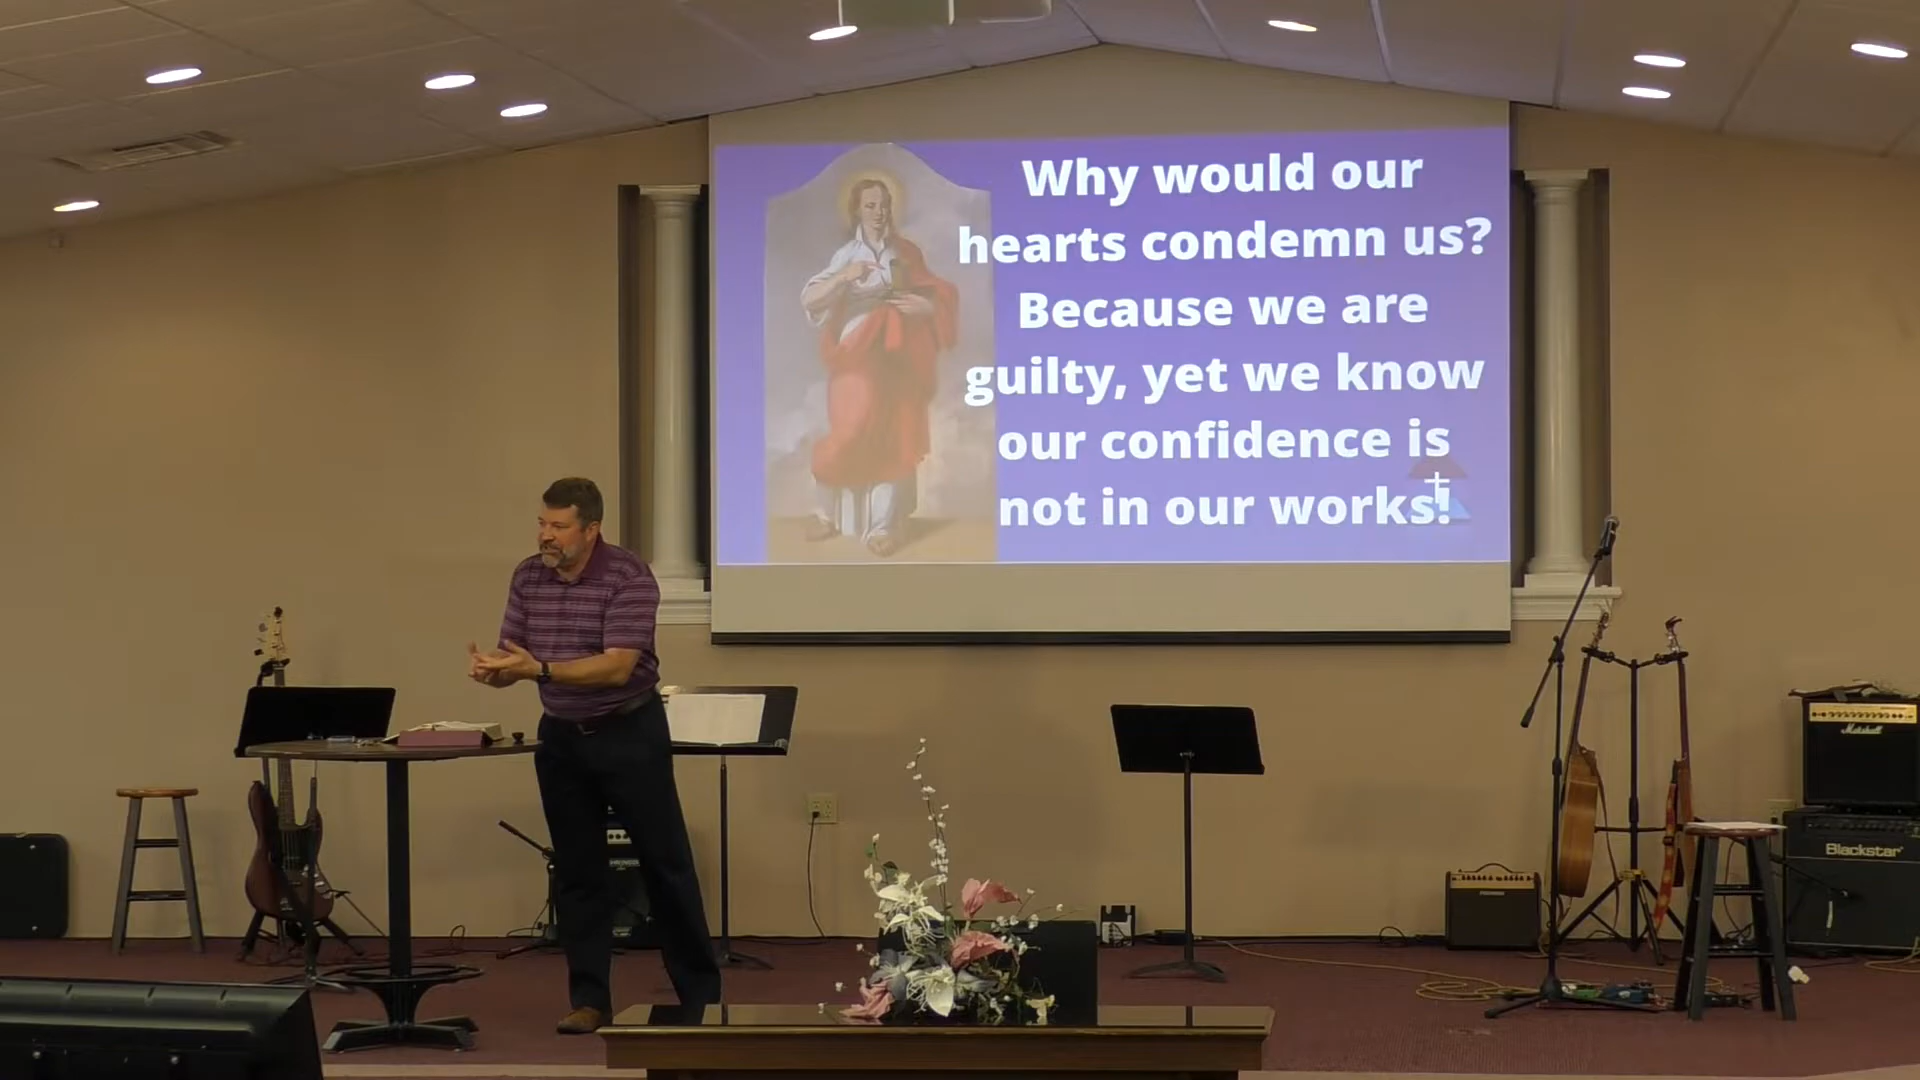 Why would our
hearts condemn us?
Because we are
guilty, yet we know
our confidence is
not in our works!
Marshall
Blackstar